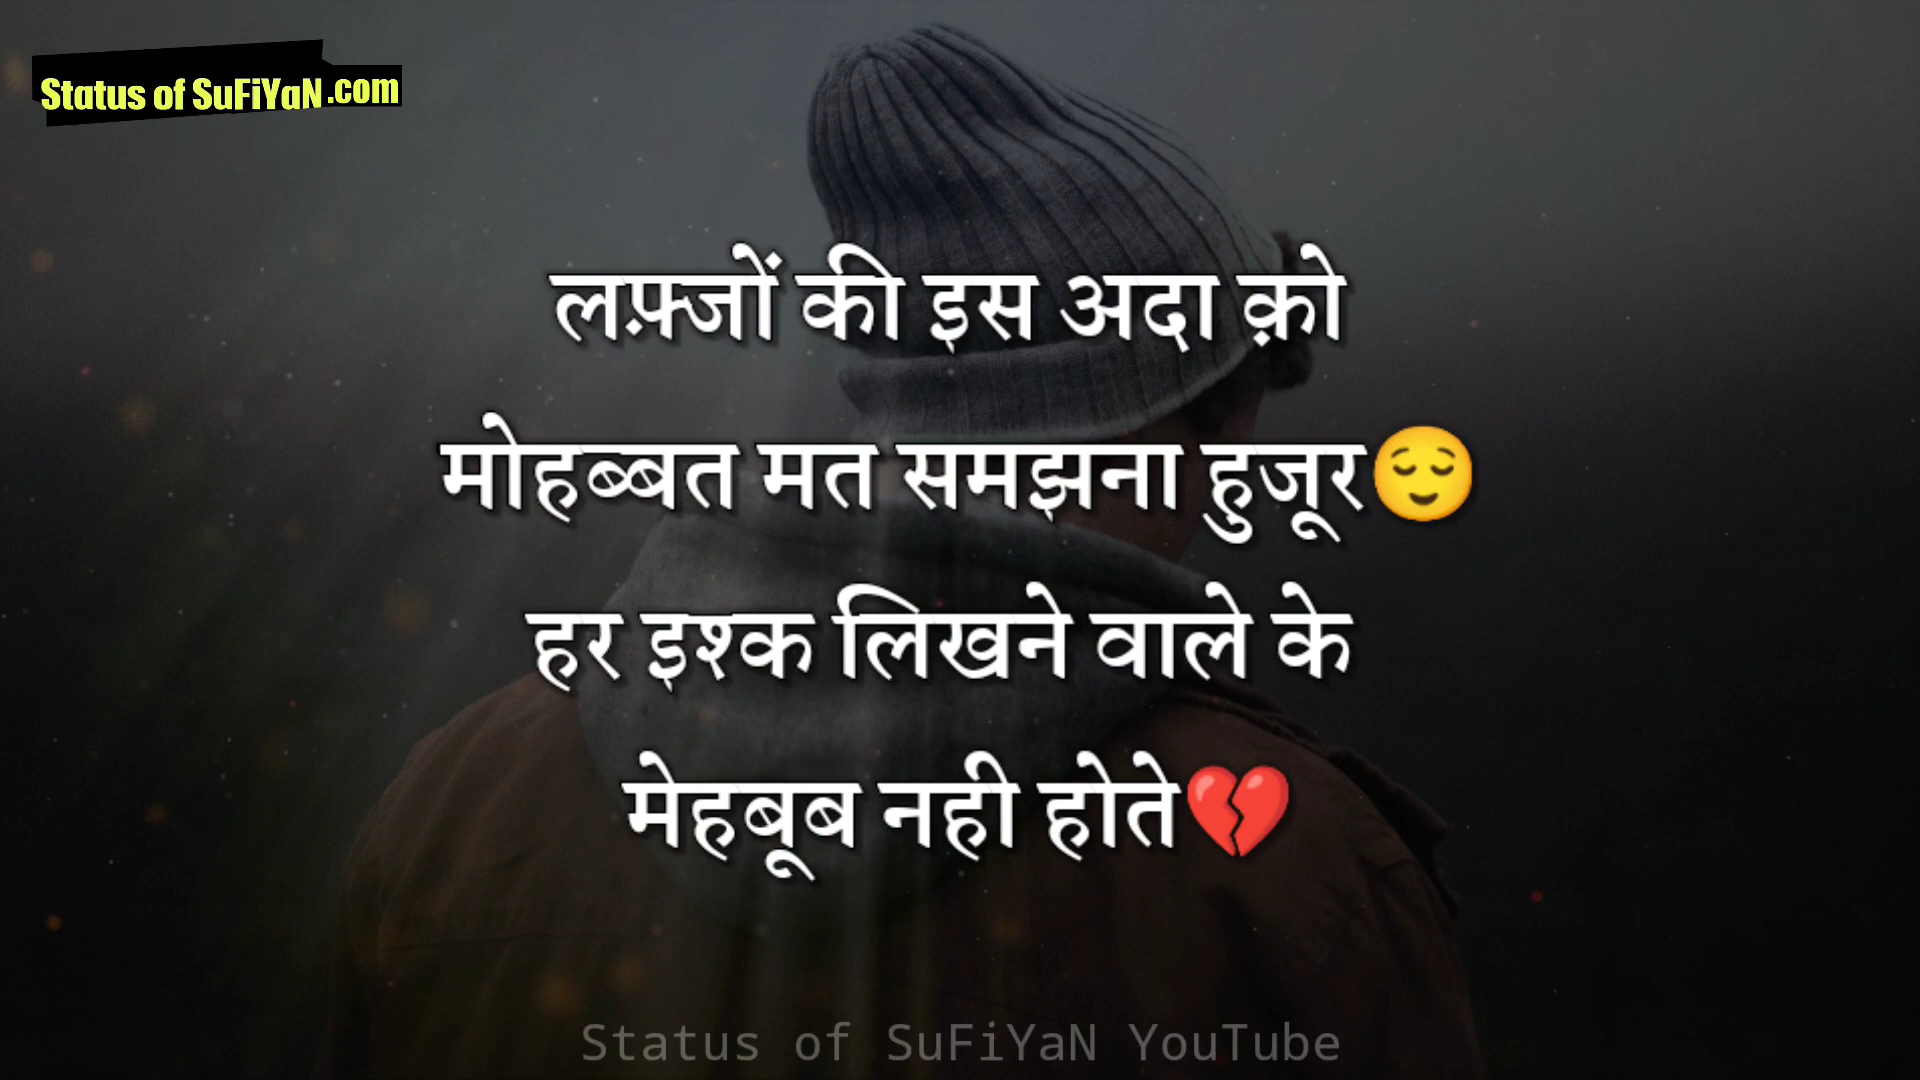 Status of SuFiYaN.com
लफ़्जों की इस अदा क़ो
मोहब्बत मत समझना हुजूर😌
हर इश्क लिखने वाले के
मेहबूब नही होते💔
Status of SuFiYaN YouTube